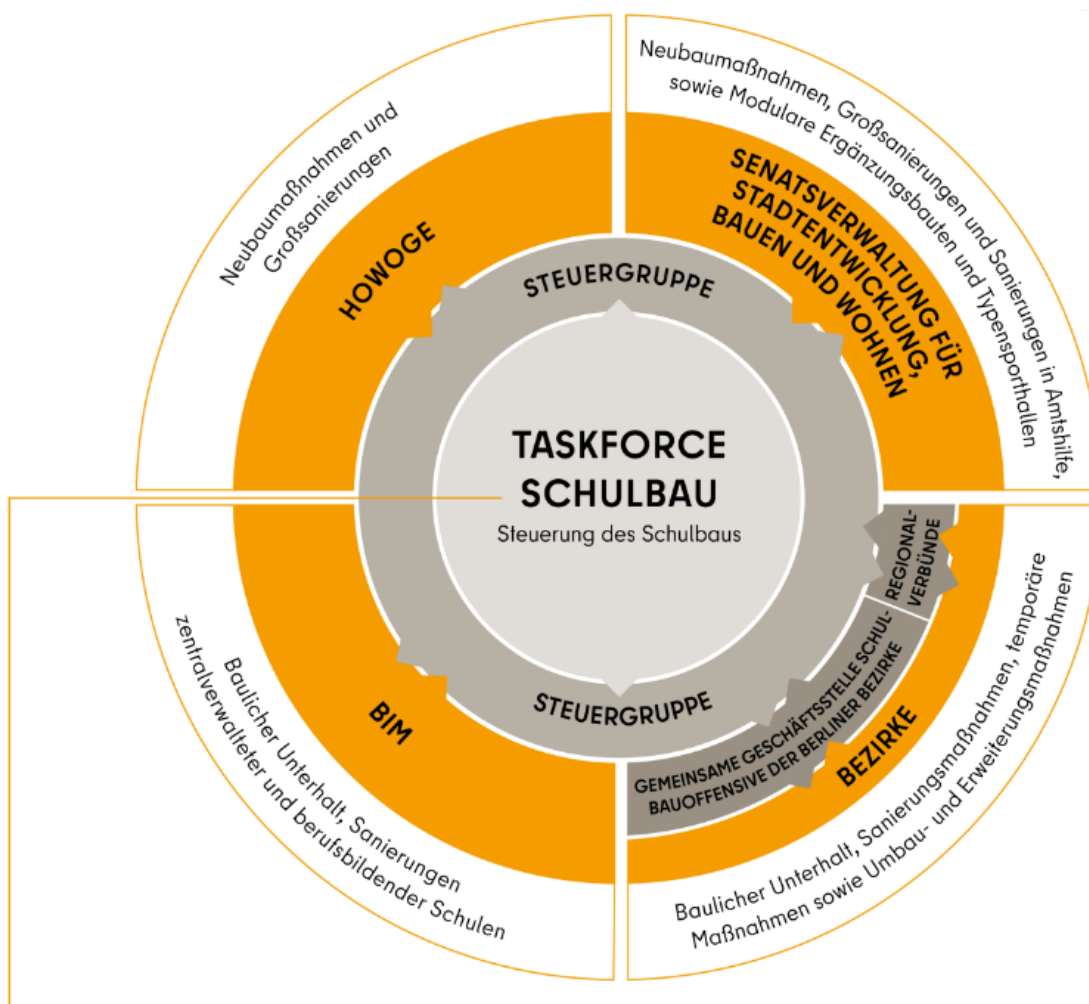 Neubaumaßnahmen und
Großsanierungen
HOWOGE
Neubaumaßnahmen, Großsanierungen und Sanierungen in Amtshilfe,
sowie Modulare Ergänzungsbauten und Typensporthallen
SENATSVERWALTUNG FÜR
STADTENTWICKLUNG,
BAUEN UND WOHNEN
STEUERGRUPPE
TASKFORCE
SCHULBAU
Steuerung des Schulbaus
STEUERGRUPPE
REGIONAL-
VERBÜNDE
GEMEINSAME GESCHÄFTSSTELLE SCHUL-
BAUOFFENSIVE DER BERLINER BEZIRKE
BEZIRKE
Baulicher Unterhalt, Sanierungsmaßnahmen, temporäre
Maßnahmen sowie Umbau- und Erweiterungsmaßnahmen
BIM
Baulicher Unterhalt, Sanierungen
zentralverwalteter und berufsbildender Schulen